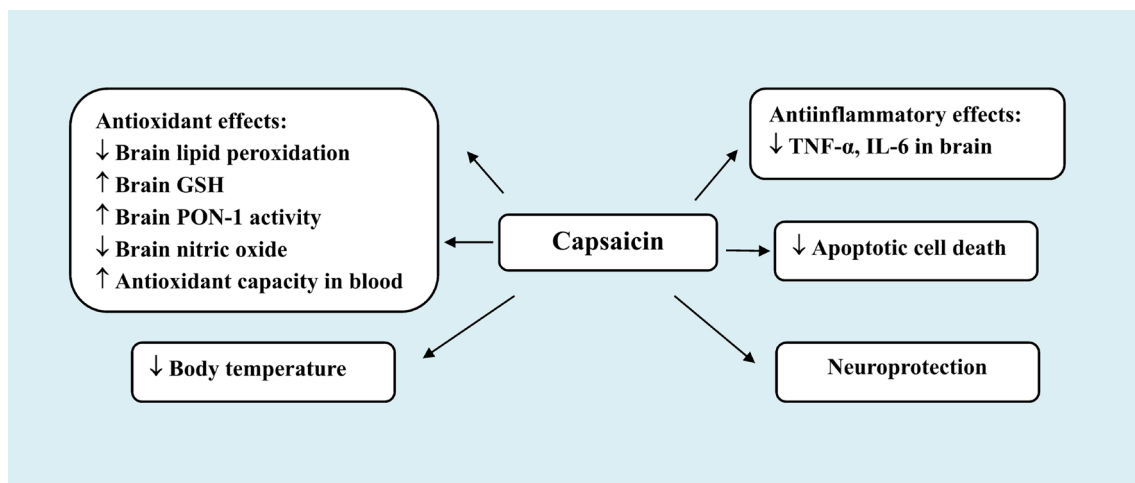 Antioxidant effects:
↓ Brain lipid peroxidation
↑ Brain GSH
↑ Brain PON-1 activity
↓ Brain nitric oxide
↑ Antioxidant capacity in blood
Antiinflammatory effects:
↓ TNF-α, IL-6 in brain
Capsaicin
↓ Apoptotic cell death
↓ Body temperature
Neuroprotection